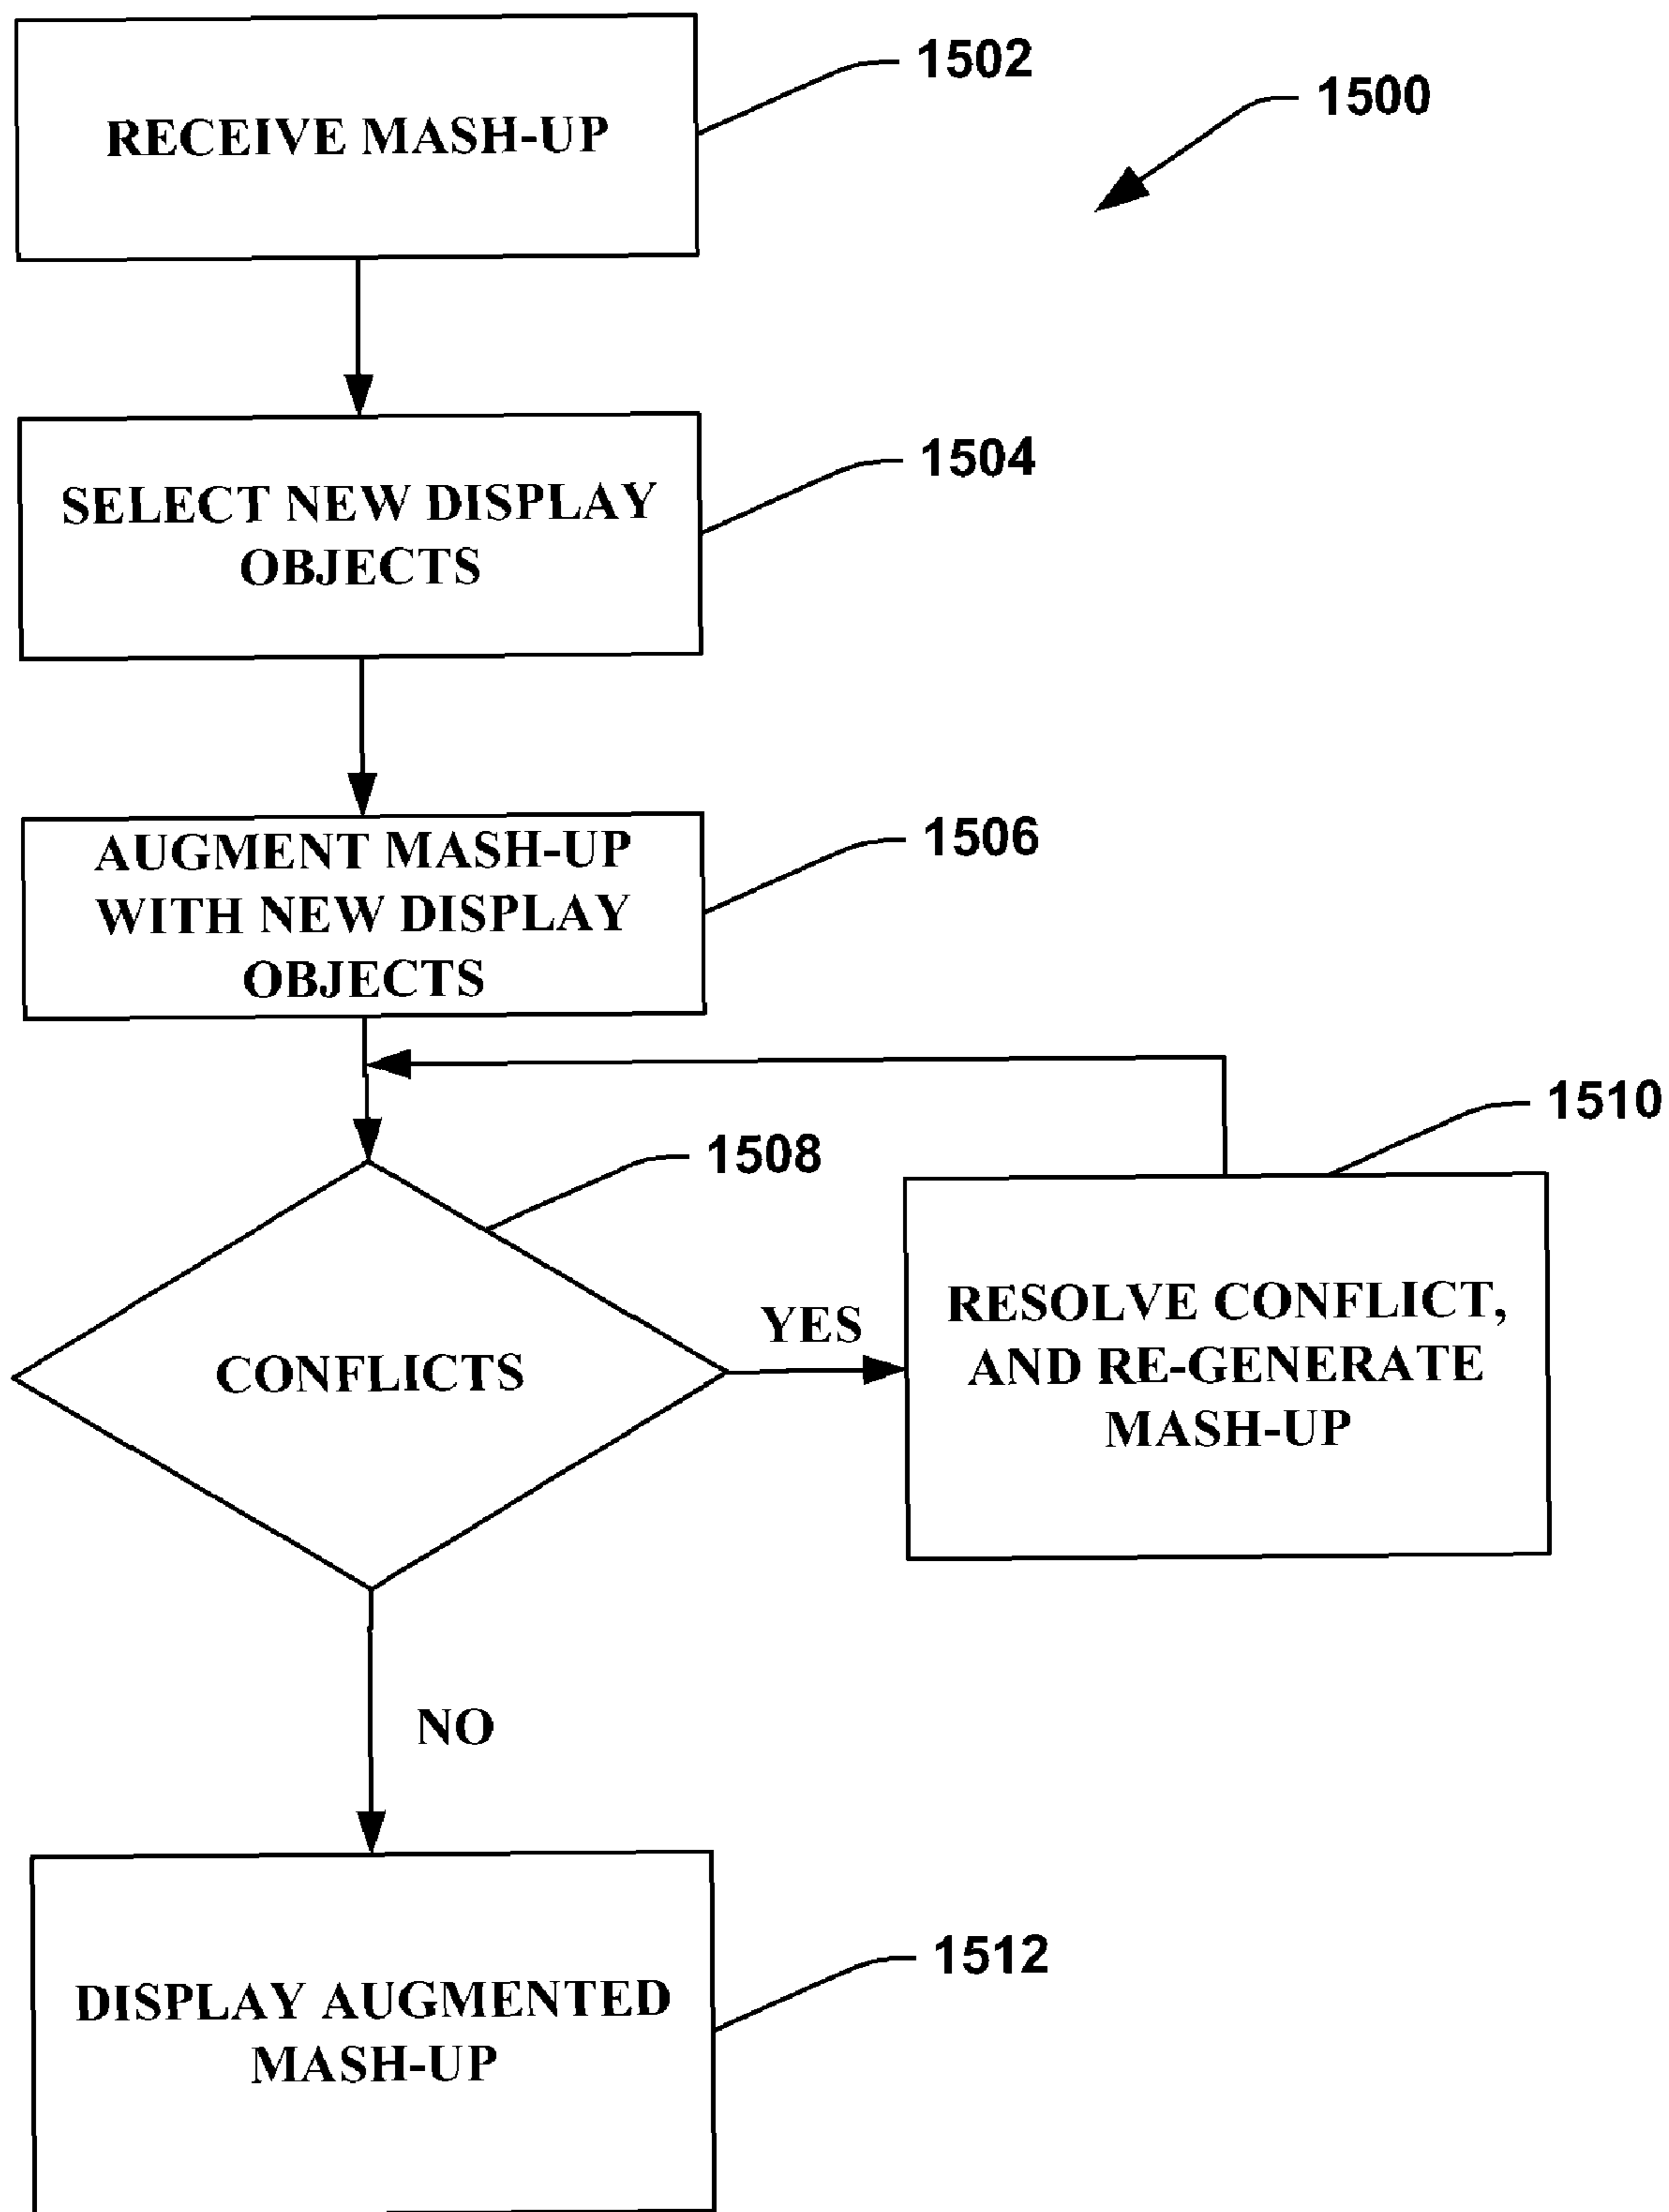 RECEIVE MASH-UP
1502
1500
SELECT NEW DISPLAY
OBJECTS
1504
AUGMENT MASH-UP
WITH NEW DISPLAY
OBJECTS
1506
CONFLICTS
1508
YES
RESOLVE CONFLICT,
AND RE-GENERATE
MASH-UP
1510
NO
DISPLAY AUGMENTED
MASH-UP
1512